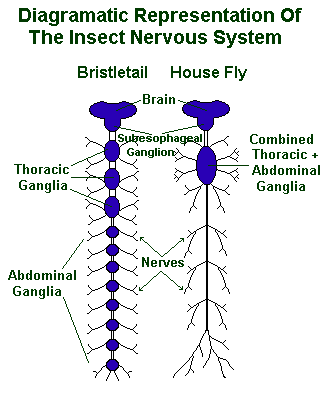 Diagramatic Representation Of
The Insect Nervous System
Bristletail House Fly
Brain
Subesophageal
Ganglion
Combined
Thoracic +
Abdominal
Ganglia
Thoracic
Ganglia
Nerves
Abdominal
Ganglia